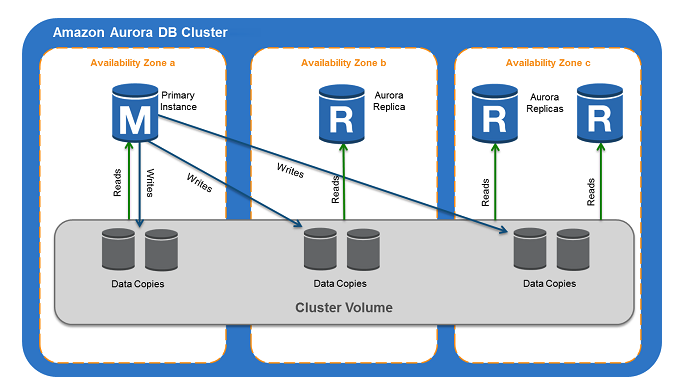 Amazon Aurora DB Cluster
Availability Zone a
Availability Zone b
Availability Zone c
Primary
Instance
M
Aurora
Replica
R
Aurora
Replicas
R
R
Reads
Writes
Writes
Writes
Reads
Reads
Reads
Data Copies
Data Copies
Data Copies
Cluster Volume